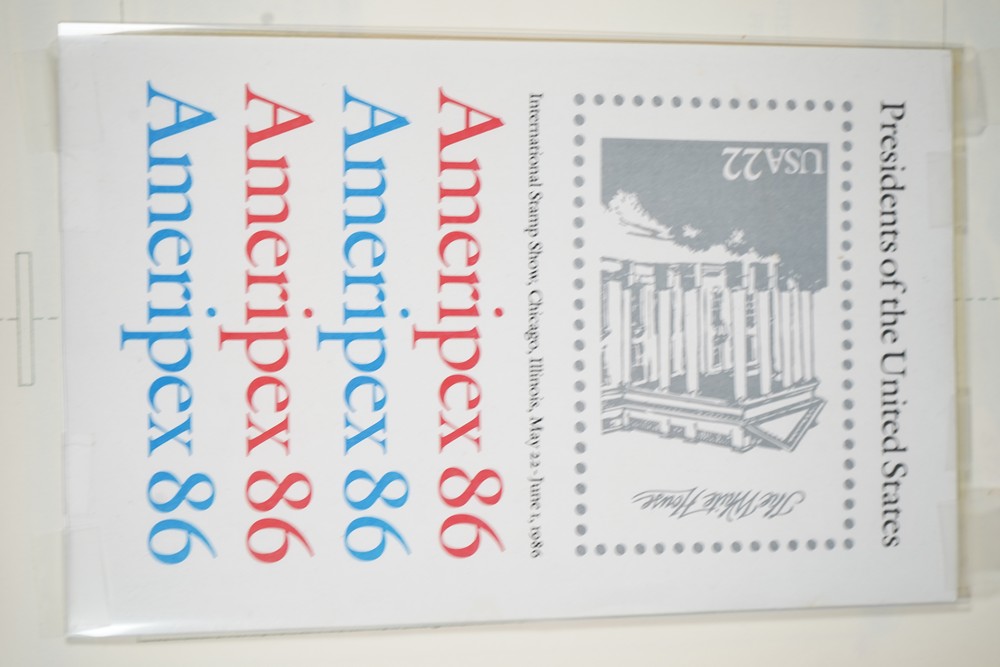 Presidents of the United States
USA22
The White House
International Stamp Show, Chicago, Illinois, May 22 - June 1, 1986
Ameripex 86
Ameripex 86
Ameripex 86
Ameripex 86